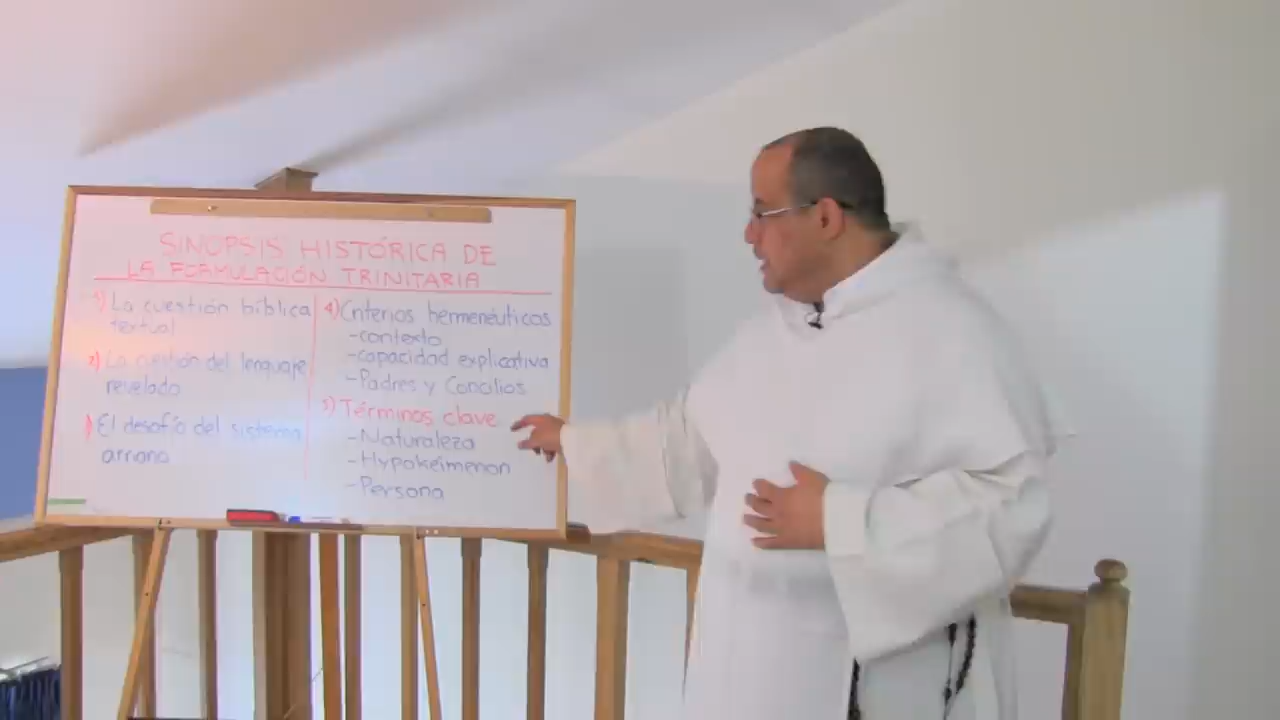 SINOPSIS HISTÓRICA DE
LA FORMULACIÓN TRINITARIA
1) La cuestión bíblica
textual
2) La cuestión del lenguaje
revelado
3) El desafío del sistema
arriano
4) Criterios hermenéuticos
-contexto
-capacidad explicativa
-Padres y Concilios
5) Términos clave
-Naturaleza
-Hypokeímenon
-Persona